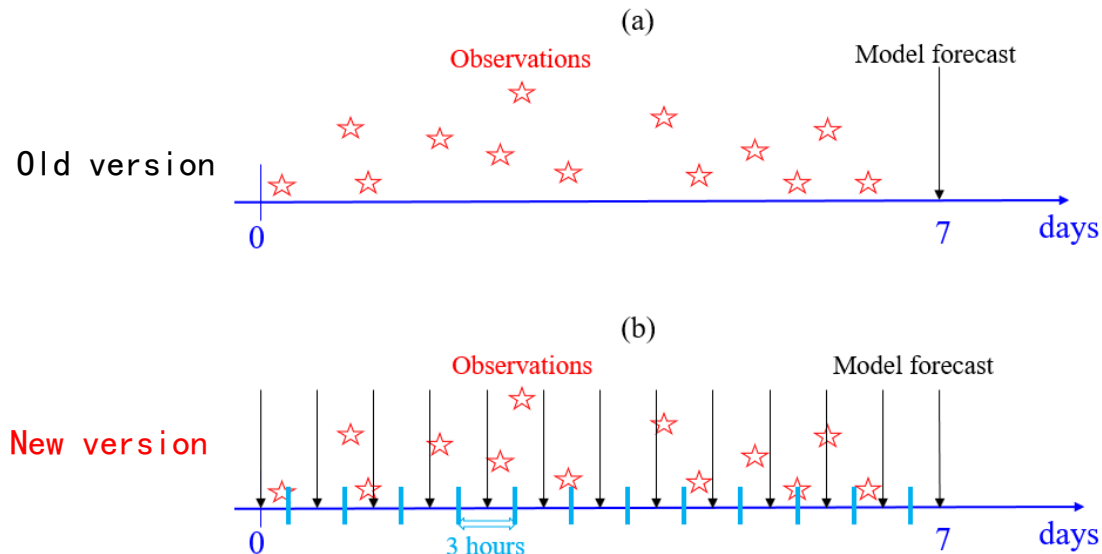 (a)
Observations
Model forecast
Old version
0
7
days
(b)
Observations
Model forecast
New version
0
3 hours
7
days